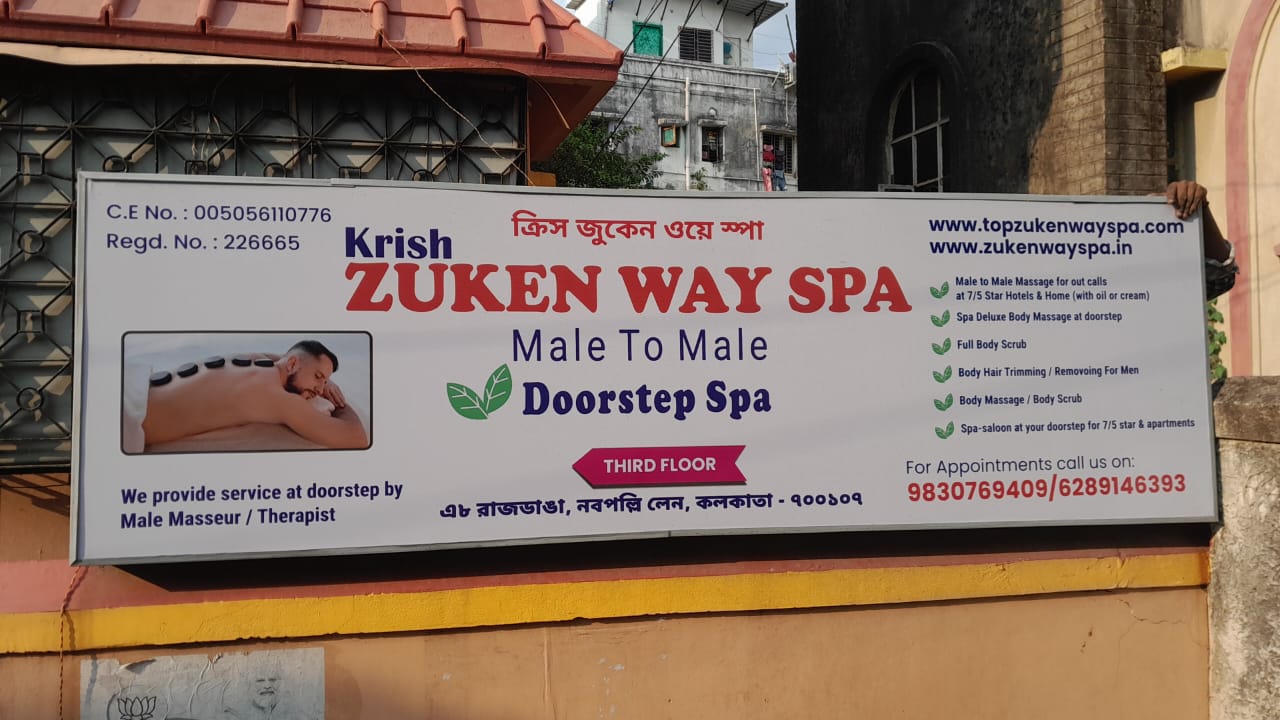 C.E No. : 005056110776
Regd. No. : 226665
ক্রিস জুকেন ওয়ে স্পা
Krish
ZUKEN WAY SPA
Male To Male
Doorstep Spa
THIRD FLOOR
এ৮ রাজডাঙা, নবপল্লি লেন, কলকাতা - ৭০০১০৭
We provide service at doorstep by
Male Masseur / Therapist
www.topzukenwayspa.com
www.zukenwayspa.in
Male to Male Massage for out calls
at 7/5 Star Hotels & Home (with oil or cream)
Spa Deluxe Body Massage at doorstep
Full Body Scrub
Body Hair Trimming / Removoing For Men
Body Massage / Body Scrub
Spa-saloon at your doorstep for 7/5 star & apartments
For Appointments call us on:
9830769409/6289146393